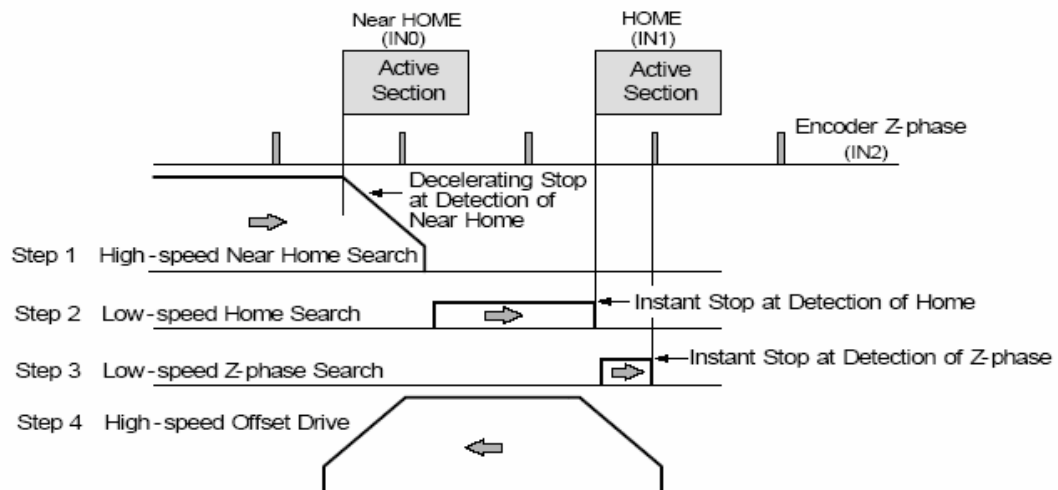 Near HOME
(IN0)
HOME
(IN1)
Active
Section
Active
Section
Encoder Z-phase
(IN2)
Decelerating Stop
at Detection of
Near Home
Step 1 High-speed Near Home Search
Step 2 Low-speed Home Search
Instant Stop at Detection of Home
Step 3 Low-speed Z-phase Search
Instant Stop at Detection of Z-phase
Step 4 High-speed Offset Drive